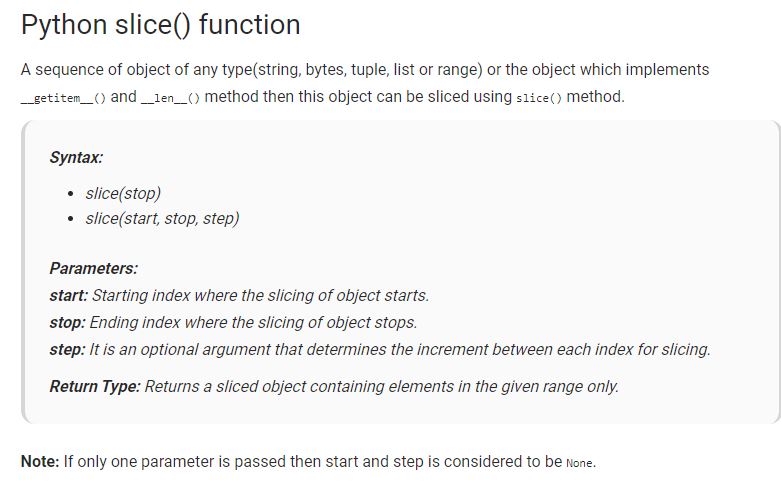 Python slice() function
A sequence of object of any type(string, bytes, tuple, list or range) or the object which implements
__getitem__() and __len__() method then this object can be sliced using slice() method.
Syntax:
• slice(stop)
• slice(start, stop, step)
Parameters:
start: Starting index where the slicing of object starts.
stop: Ending index where the slicing of object stops.
step: It is an optional argument that determines the increment between each index for slicing.
Return Type: Returns a sliced object containing elements in the given range only.
Note: If only one parameter is passed then start and step is considered to be None.